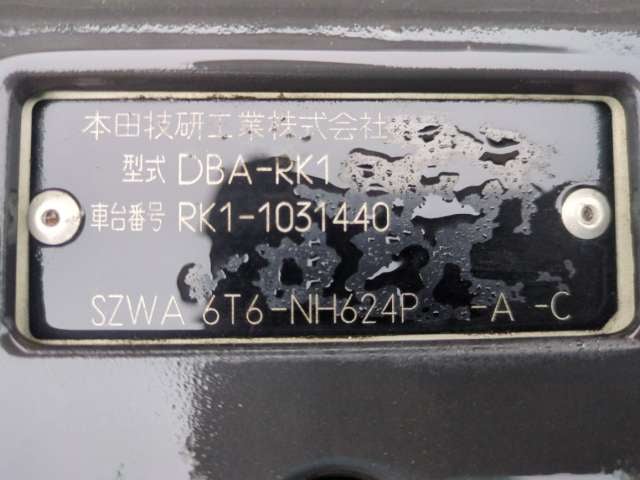 本田技研工業株式会社
型式 DBA-RK1
車台番号 RK1-1031440
SZWA 6T6-NH624P -A -C